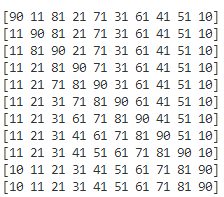 [90 11 81 21 71 31 61 41 51 10]
[11 90 81 21 71 31 61 41 51 10]
[11 81 90 21 71 31 61 41 51 10]
[11 21 81 90 71 31 61 41 51 10]
[11 21 71 81 90 31 61 41 51 10]
[11 21 31 71 81 90 61 41 51 10]
[11 21 31 61 71 81 90 41 51 10]
[11 21 31 41 61 71 81 90 51 10]
[11 21 31 41 51 61 71 81 90 10]
[10 11 21 31 41 51 61 71 81 90]
[10 11 21 31 41 51 61 71 81 90]